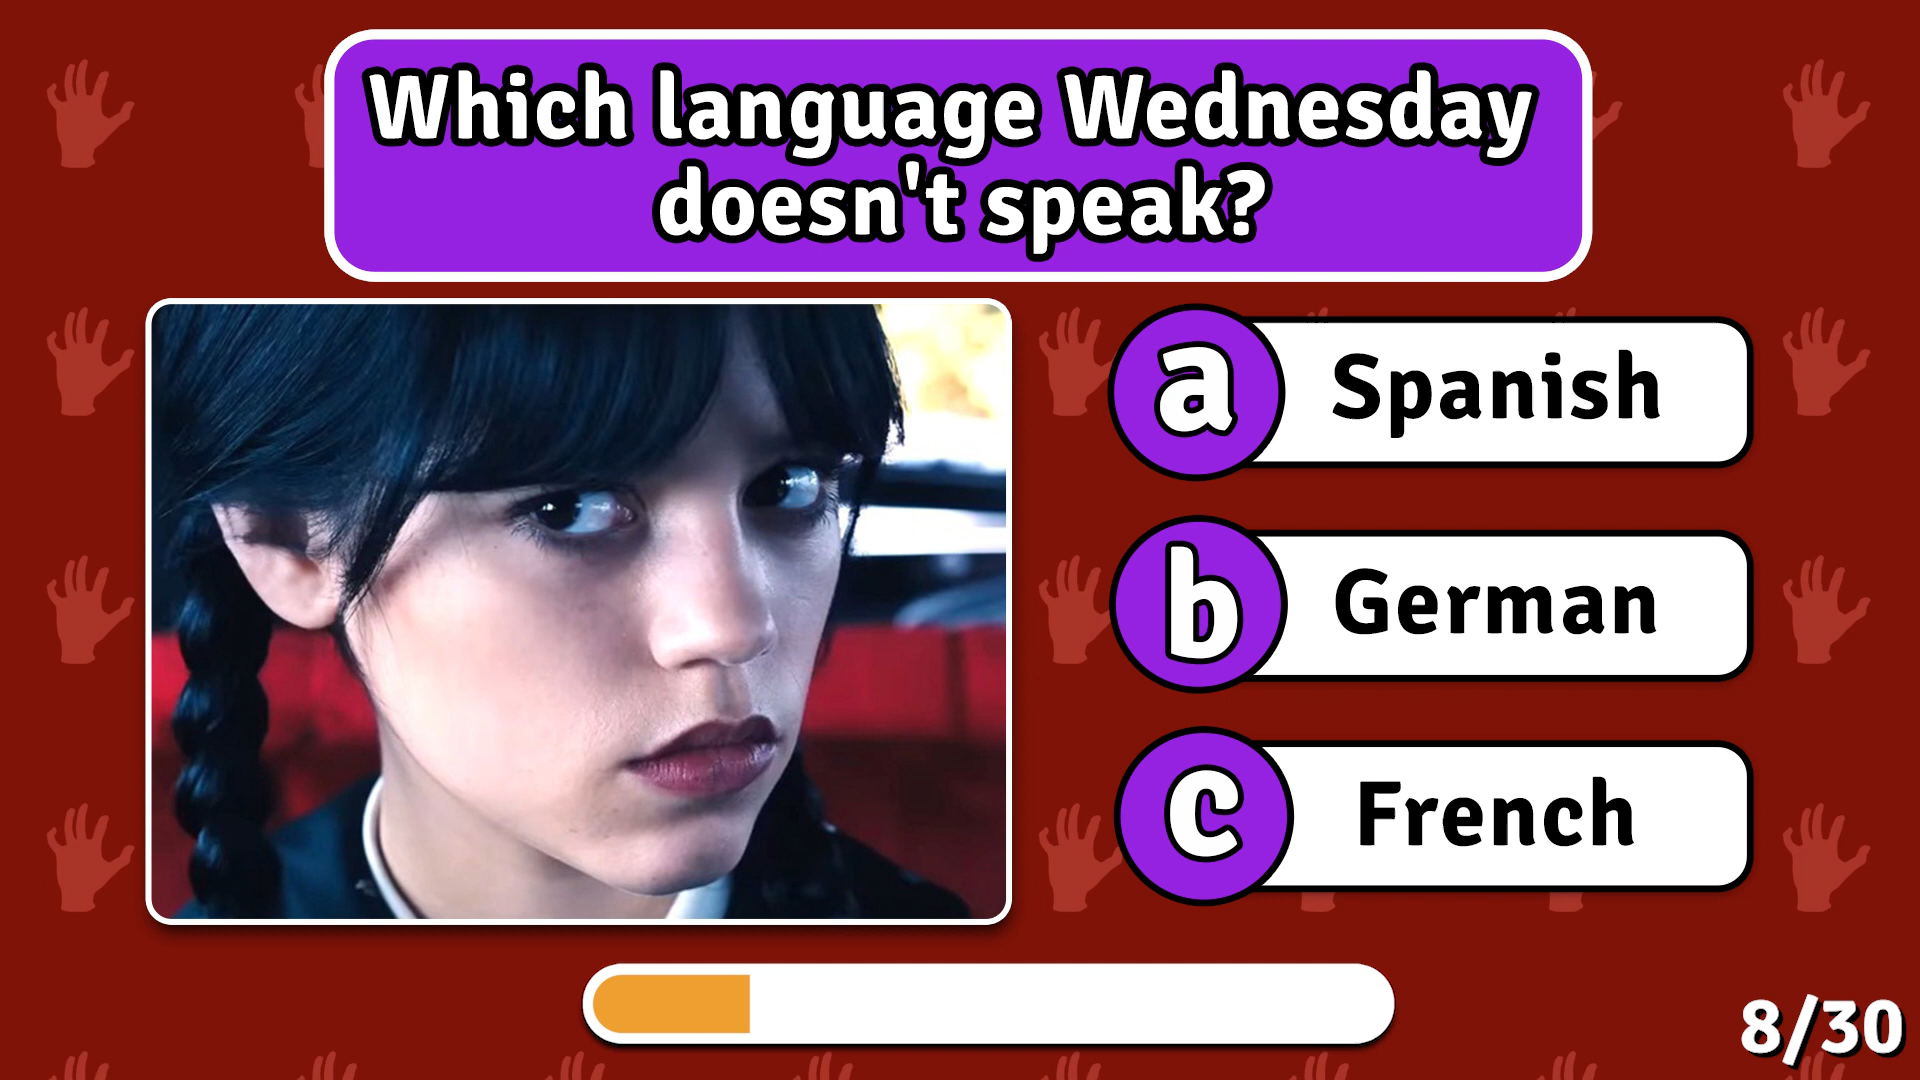 Which language Wednesday
doesn't speak?
a Spanish
b German
c French
8/30